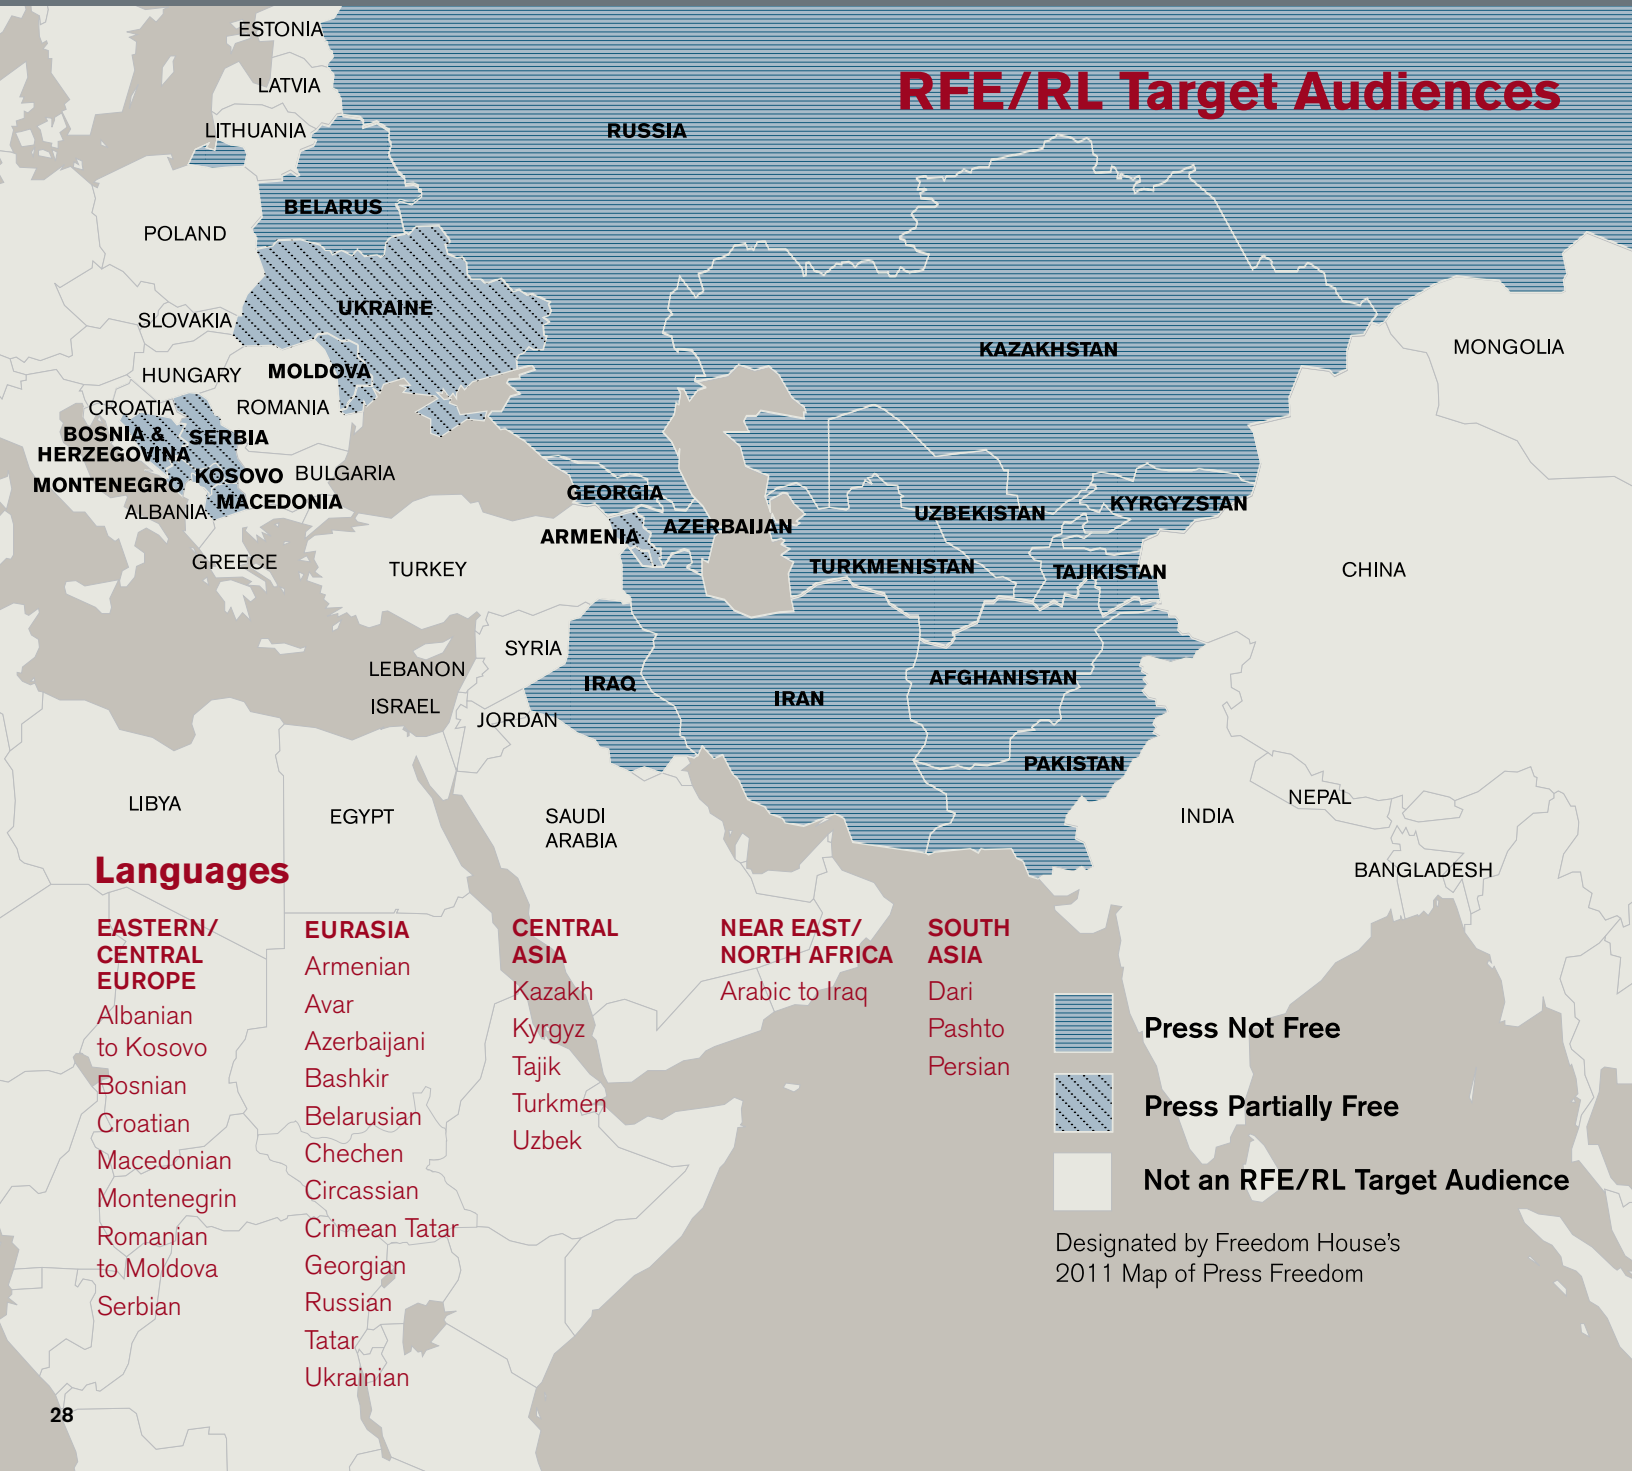 ESTONIA
RFE/RL Target Audiences
LATVIA
LITHUANIA
RUSSIA
BELARUS
POLAND
UKRAINE
SLOVAKIA
KAZAKHSTAN
MONGOLIA
HUNGARY
MOLDOVA
CROATIA
ROMANIA
BOSNIA &
HERZEGOVINA
SERBIA
KOSOVO
BULGARIA
MONTENEGRO
MACEDONIA
ALBANIA
GEORGIA
ARMENIA
AZERBAIJAN
UZBEKISTAN
KYRGYZSTAN
GREECE
TURKEY
TURKMENISTAN
TAJIKISTAN
CHINA
SYRIA
LEBANON
IRAQ
IRAN
AFGHANISTAN
ISRAEL
JORDAN
PAKISTAN
LIBYA
EGYPT
SAUDI
ARABIA
INDIA
NEPAL
BANGLADESH
Languages
EASTERN/
CENTRAL
EUROPE
Albanian
to Kosovo
Bosnian
Croatian
Macedonian
Montenegrin
Romanian
to Moldova
Serbian
EURASIA
Armenian
Avar
Azerbaijani
Bashkir
Belarusian
Chechen
Circassian
Crimean Tatar
Georgian
Russian
Tatar
Ukrainian
CENTRAL
ASIA
Kazakh
Kyrgyz
Tajik
Turkmen
Uzbek
NEAR EAST/
NORTH AFRICA
Arabic to Iraq
SOUTH
ASIA
Dari
Pashto
Persian
Press Not Free
Press Partially Free
Not an RFE/RL Target Audience
Designated by Freedom House's
2011 Map of Press Freedom
28